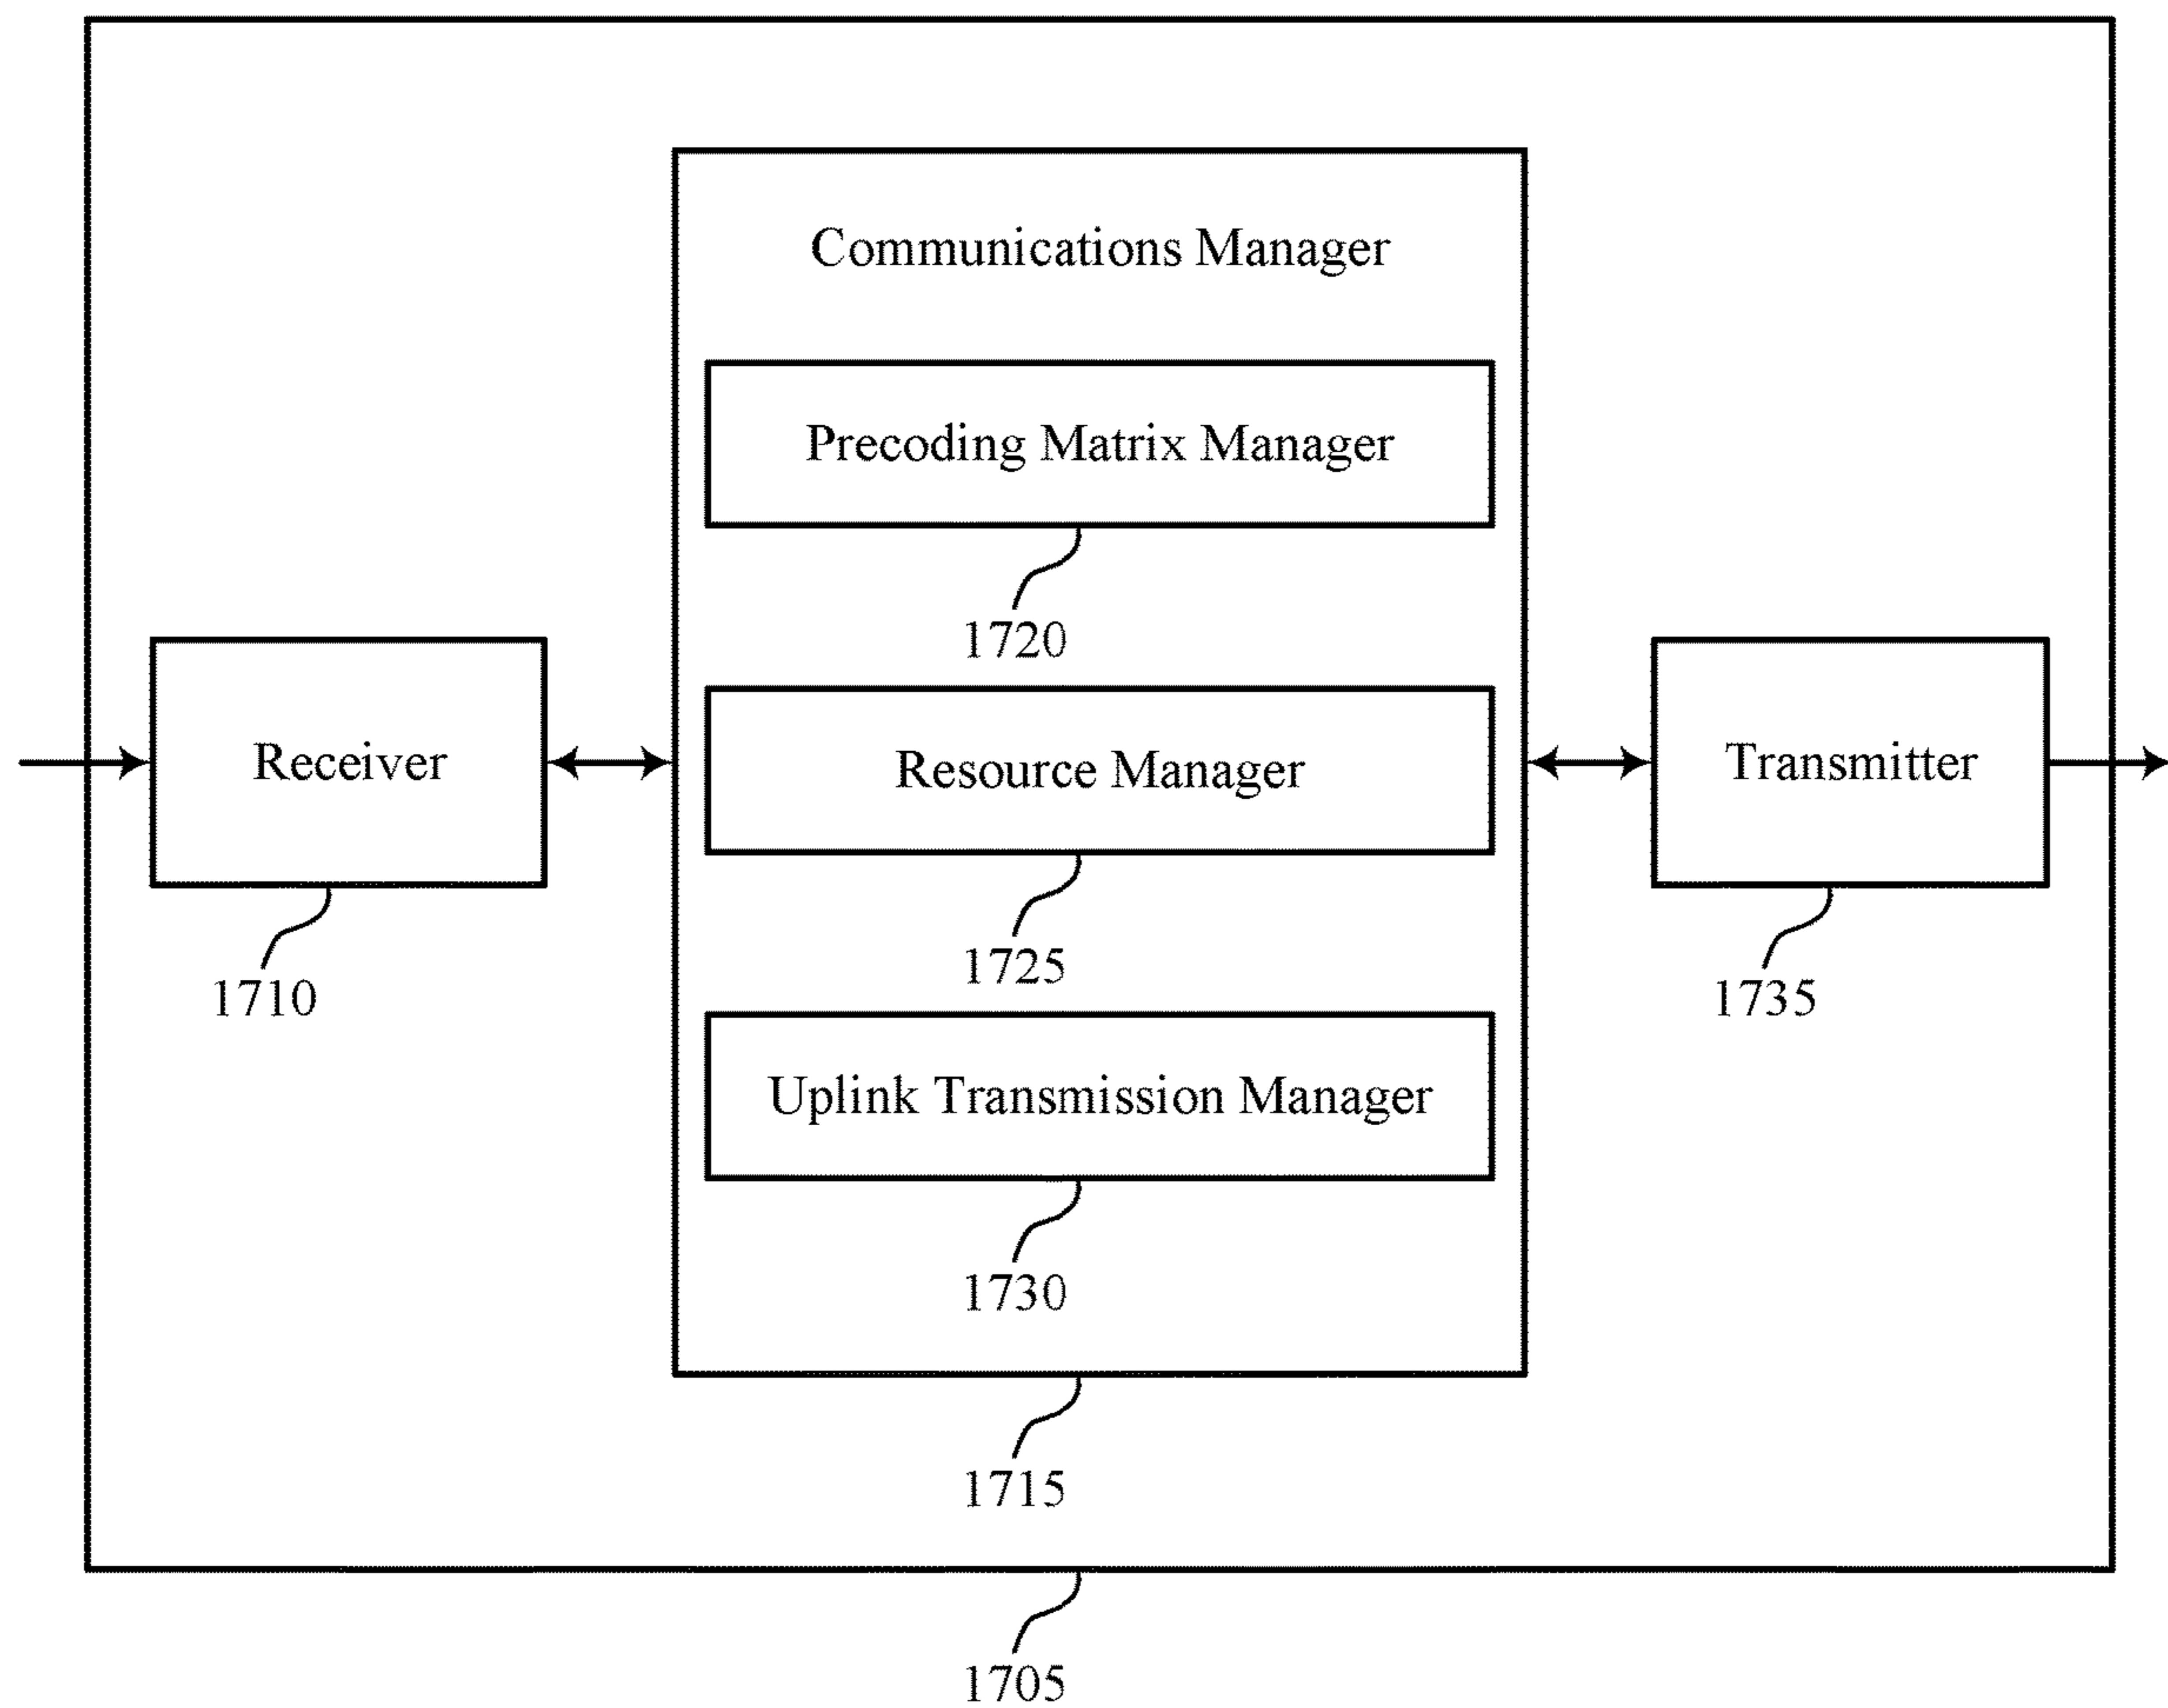 Communications Manager
Precoding Matrix Manager
1720
Receiver
1710
Resource Manager
1725
Transmitter
1735
Uplink Transmission Manager
1730
1715
1705